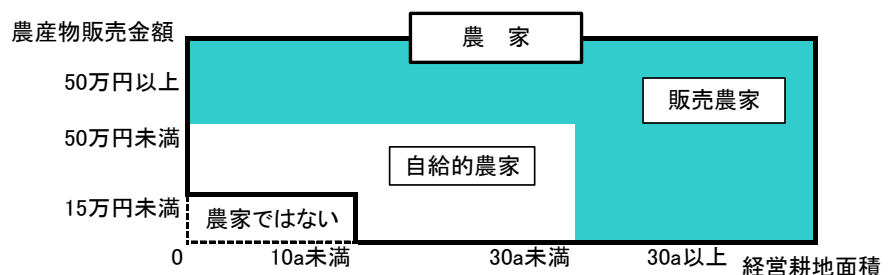 農産物販売金額
農　家
50万円以上
販売農家
50万円未満
自給的農家
15万円未満
農家ではない
0
10a未満
30a未満
30a以上
経営耕地面積